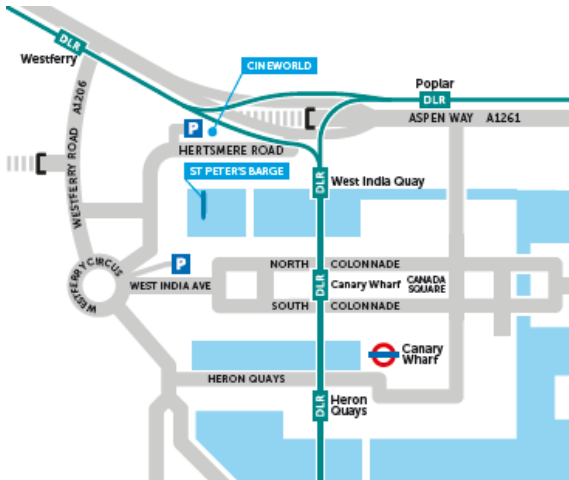 DLR
Westferry
CINEWORLD
Poplar
DLR
ASPEN WAY A1261
P
HERTSMERE ROAD
WESTFERRY ROAD A1206
ST PETER'S BARGE
DLR
West India Quay
WESTFERRY CIRCUS
P
WEST INDIA AVE
NORTH COLONNADE
DLR
Canary Wharf
CANADA
SQUARE
SOUTH COLONNADE
Canary
Wharf
HERON QUAYS
DLR
Heron
Quays